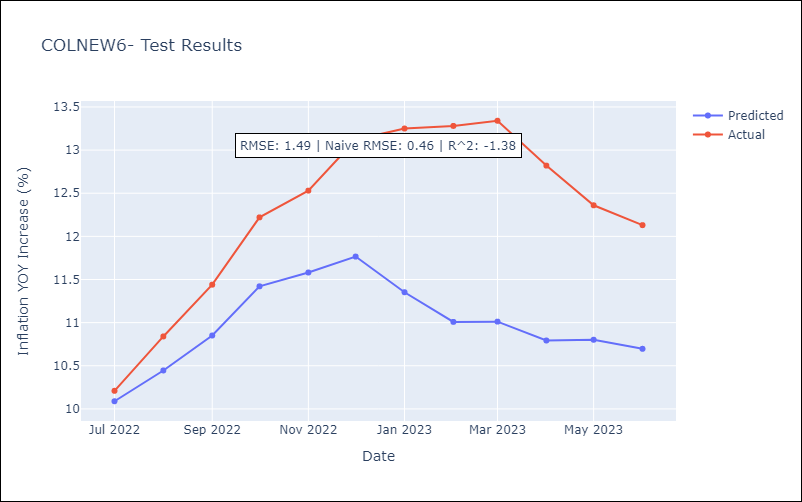 COLNEW6- Test Results
Predicted
Actual
RMSE: 1.49 | Naive RMSE: 0.46 | R^2: -1.38
Inflation YOY Increase (%)
13.5
13
12.5
12
11.5
11
10.5
10
Jul 2022
Sep 2022
Nov 2022
Jan 2023
Mar 2023
May 2023
Date